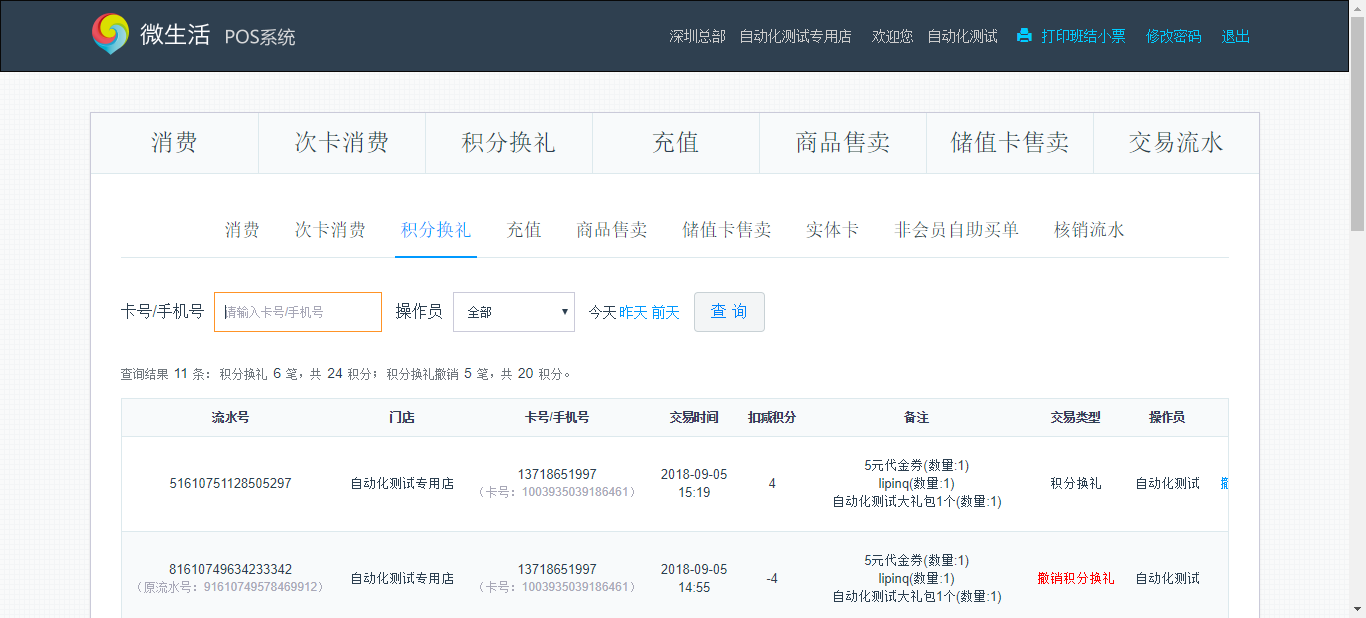 微生活 POS系统 深圳总部 自动化测试专用店 欢迎您 自动化测试 打印班结小票 修改密码 退出
消费 次卡消费 积分换礼 充值 商品售卖 储值卡售卖 交易流水
消费 次卡消费 积分换礼 充值 商品售卖 储值卡售卖 实体卡 非会员自助买单 核销流水
卡号/手机号 请输入卡号/手机号 操作员 全部 今天 昨天 前天 查 询
查询结果 11 条：积分换礼 6 笔，共 24 积分；积分换礼撤销 5 笔，共 20 积分。
流水号 门店 卡号/手机号 交易时间 扣减积分 备注 交易类型 操作员
51610751128505297 自动化测试专用店 13718651997 2018-09-05 4 5元代金券(数量:1) 积分换礼 自动化测试
（卡号：1003935039186461） 15:19 lipinq(数量:1)
自动化测试大礼包1个(数量:1)
81610749634233342 自动化测试专用店 13718651997 2018-09-05 -4 5元代金券(数量:1) 撤销积分换礼 自动化测试
（原流水号：91610749578469912） （卡号：1003935039186461） 14:55 lipinq(数量:1)
自动化测试大礼包1个(数量:1)